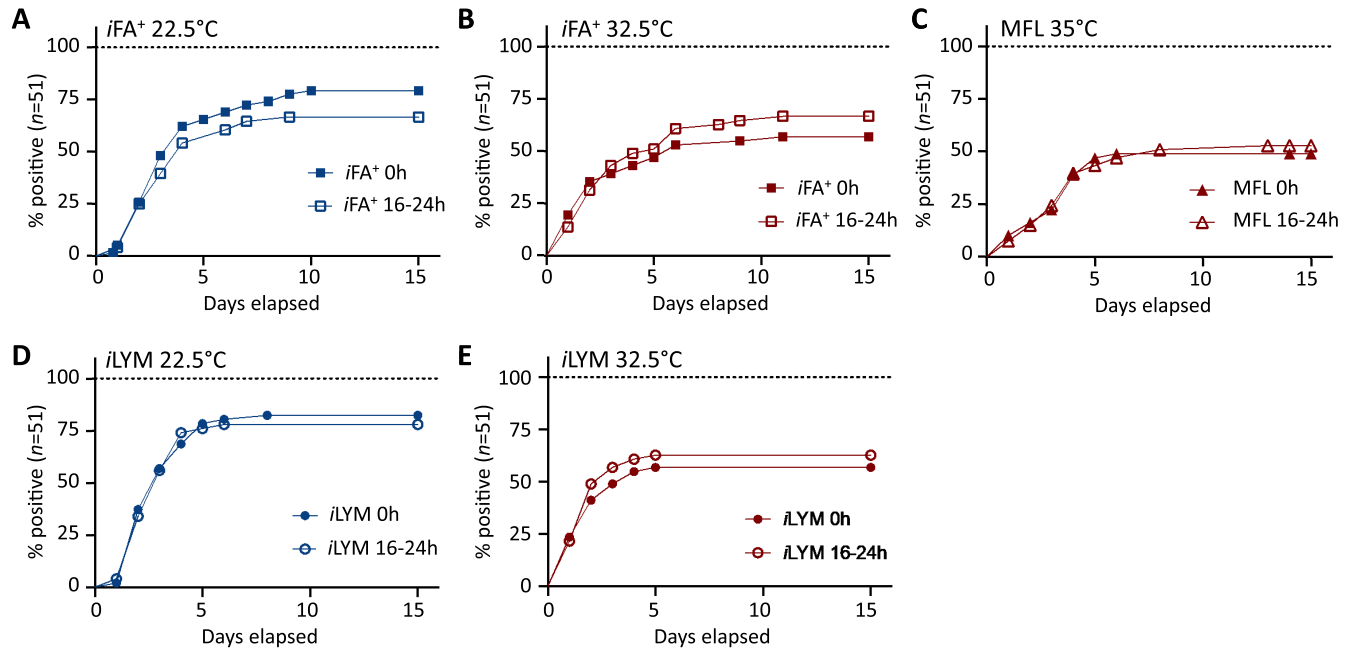 A
iFA⁺ 22.5°C
100
75
50
25
0
% positive (n=51)
0 5 10 15
Days elapsed
iFA⁺ 0h
iFA⁺ 16-24h
B
iFA⁺ 32.5°C
100
75
50
25
0
% positive (n=51)
0 5 10 15
Days elapsed
iFA⁺ 0h
iFA⁺ 16-24h
C
MFL 35°C
100
75
50
25
0
% positive (n=51)
0 5 10 15
Days elapsed
MFL 0h
MFL 16-24h
D
iLYM 22.5°C
100
75
50
25
0
% positive (n=51)
0 5 10 15
Days elapsed
iLYM 0h
iLYM 16-24h
E
iLYM 32.5°C
100
75
50
25
0
% positive (n=51)
0 5 10 15
Days elapsed
iLYM 0h
iLYM 16-24h